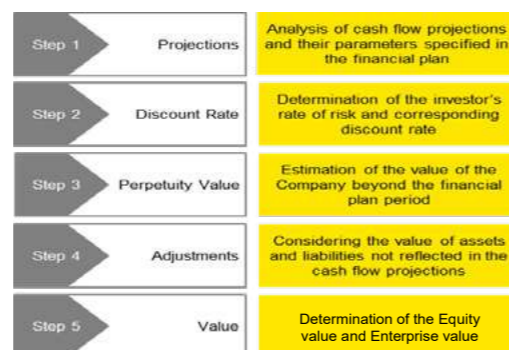 Step 1
Projections
Analysis of cash flow projections
and their parameters specified in
the financial plan
Step 2
Discount Rate
Determination of the investor's
rate of risk and corresponding
discount rate
Step 3
Perpetuity Value
Estimation of the value of the
Company beyond the financial
plan period
Step 4
Adjustments
Considering the value of assets
and liabilities not reflected in the
cash flow projections
Step 5
Value
Determination of the Equity
value and Enterprise value